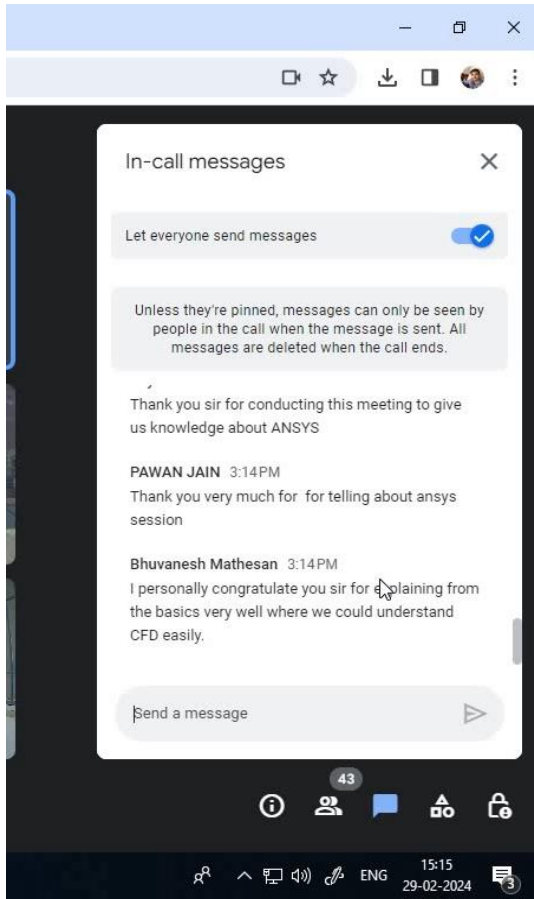 In-call messages
Let everyone send messages
Unless they're pinned, messages can only be seen by
people in the call when the message is sent. All
messages are deleted when the call ends.
Thank you sir for conducting this meeting to give
us knowledge about ANSYS
PAWAN JAIN 3:14 PM
Thank you very much for for telling about ansys
session
Bhuvanesh Mathesan 3:14 PM
I personally congratulate you sir for explaining from
the basics very well where we could understand
CFD easily.
Send a message
43
ENG
15:15
29-02-2024
3